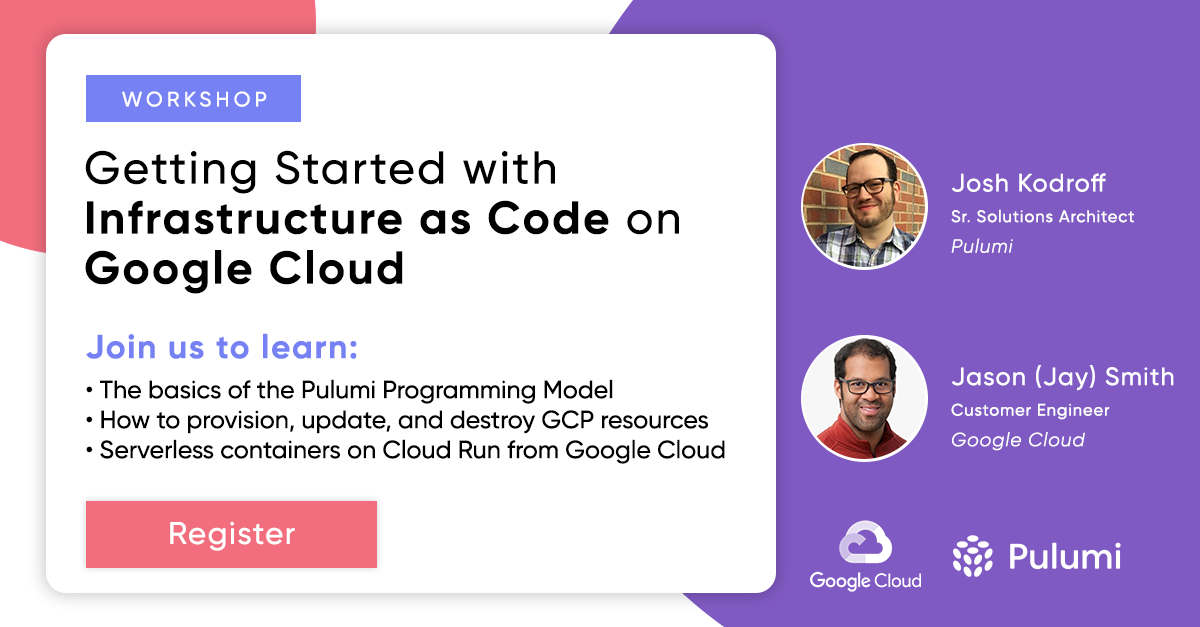 WORKSHOP
Getting Started with
Infrastructure as Code on
Google Cloud
Join us to learn:
• The basics of the Pulumi Programming Model
• How to provision, update, and destroy GCP resources
• Serverless containers on Cloud Run from Google Cloud
Register
Josh Kodroff
Sr. Solutions Architect
Pulumi
Jason (Jay) Smith
Customer Engineer
Google Cloud
Google Cloud
Pulumi